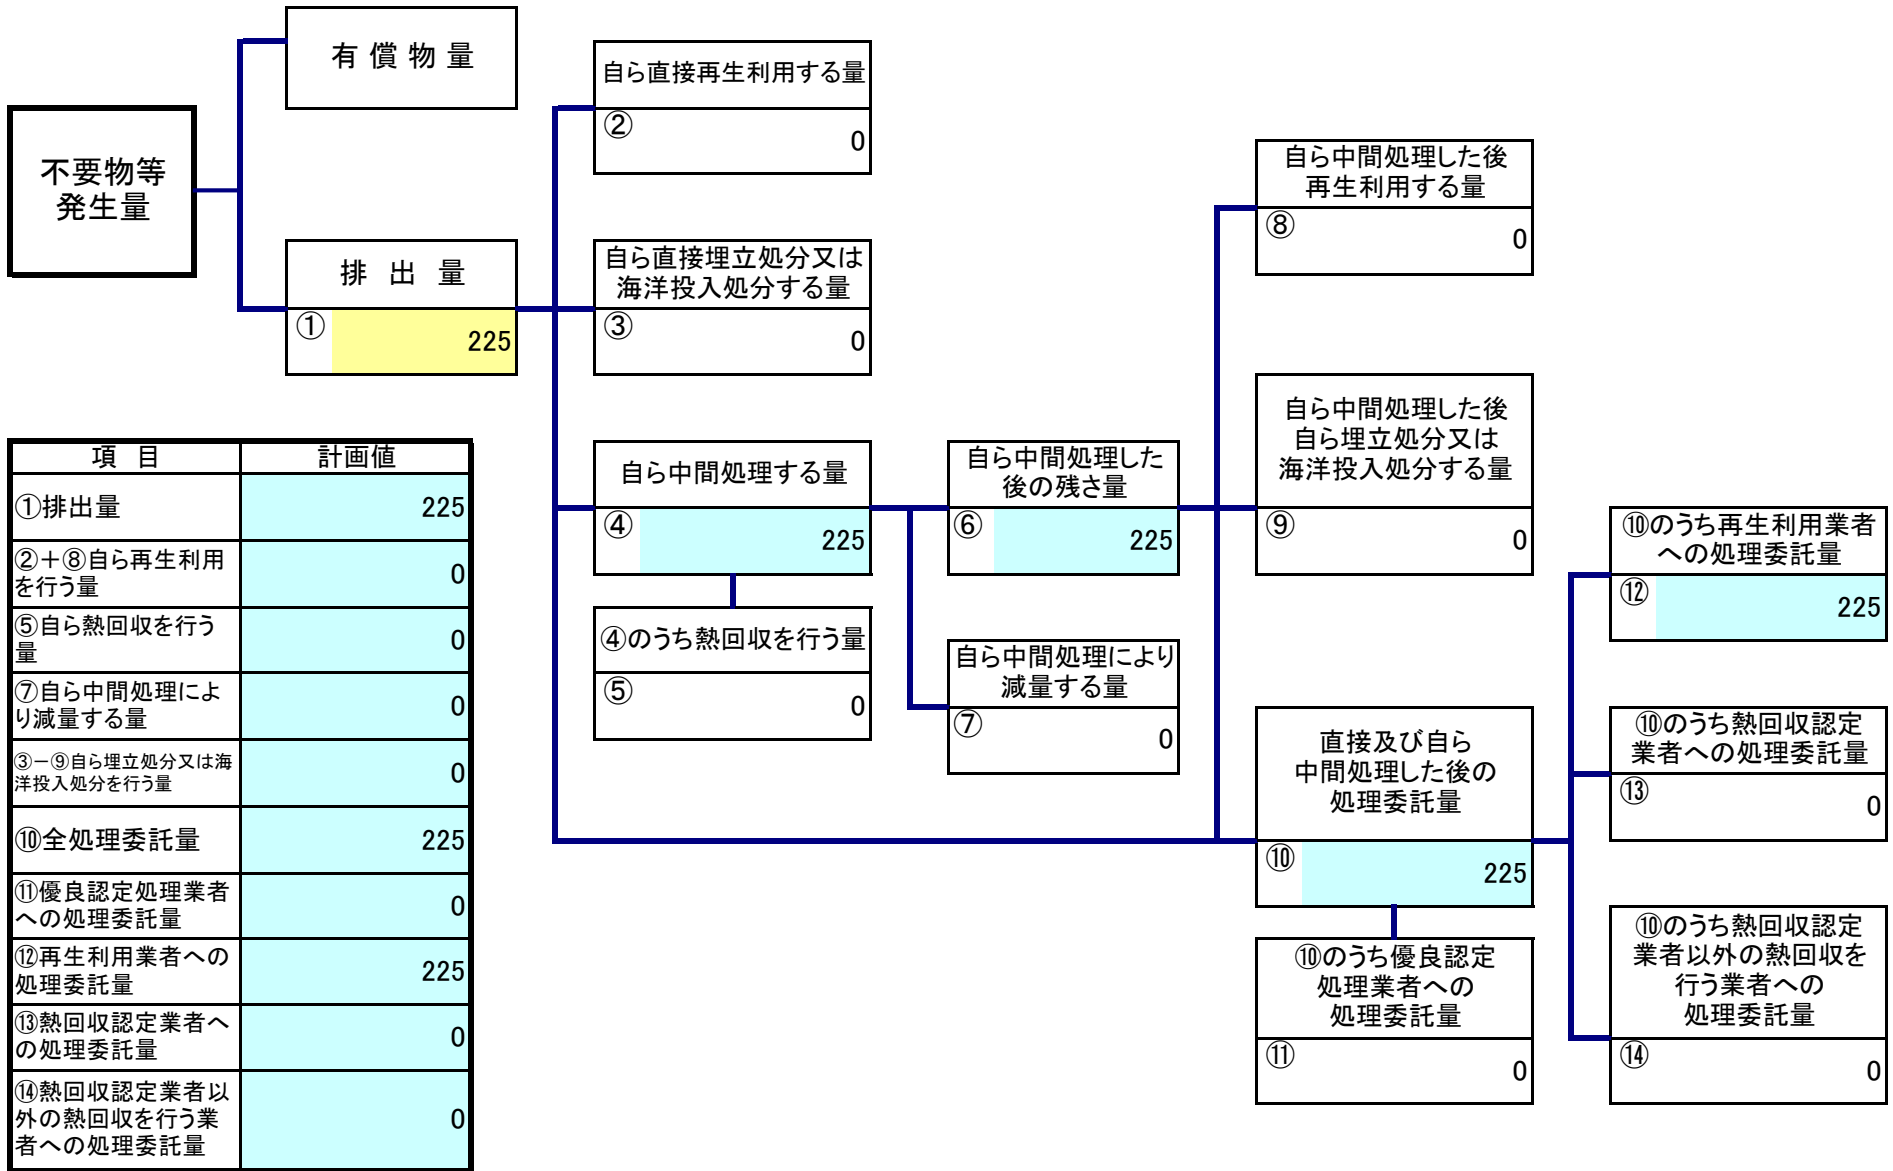 有 償 物 量
不要物等
発生量
排 出 量
①
225
自ら直接再生利用する量
②
0
自ら直接埋立処分又は
海洋投入処分する量
③
0
自ら中間処理する量
④
225
④のうち熱回収を行う量
⑤
0
自ら中間処理した
後の残さ量
⑥
225
自ら中間処理により
減量する量
⑦
0
自ら中間処理した後
再生利用する量
⑧
0
自ら中間処理した後
自ら埋立処分又は
海洋投入処分する量
⑨
0
直接及び自ら
中間処理した後の
処理委託量
⑩
225
⑩のうち優良認定
処理業者への
処理委託量
⑪
0
⑩のうち再生利用業者
への処理委託量
⑫
225
⑩のうち熱回収認定
業者への処理委託量
⑬
0
⑩のうち熱回収認定
業者以外の熱回収を
行う業者への
処理委託量
⑭
0
項 目 計画値
①排出量 225
②＋⑧自ら再生利用
を行う量 0
⑤自ら熱回収を行う
量 0
⑦自ら中間処理によ
り減量する量 0
③－⑨自ら埋立処分又は海
洋投入処分を行う量 0
⑩全処理委託量 225
⑪優良認定処理業者
への処理委託量 0
⑫再生利用業者への
処理委託量 225
⑬熱回収認定業者へ
の処理委託量 0
⑭熱回収認定業者以
外の熱回収を行う業
者への処理委託量 0